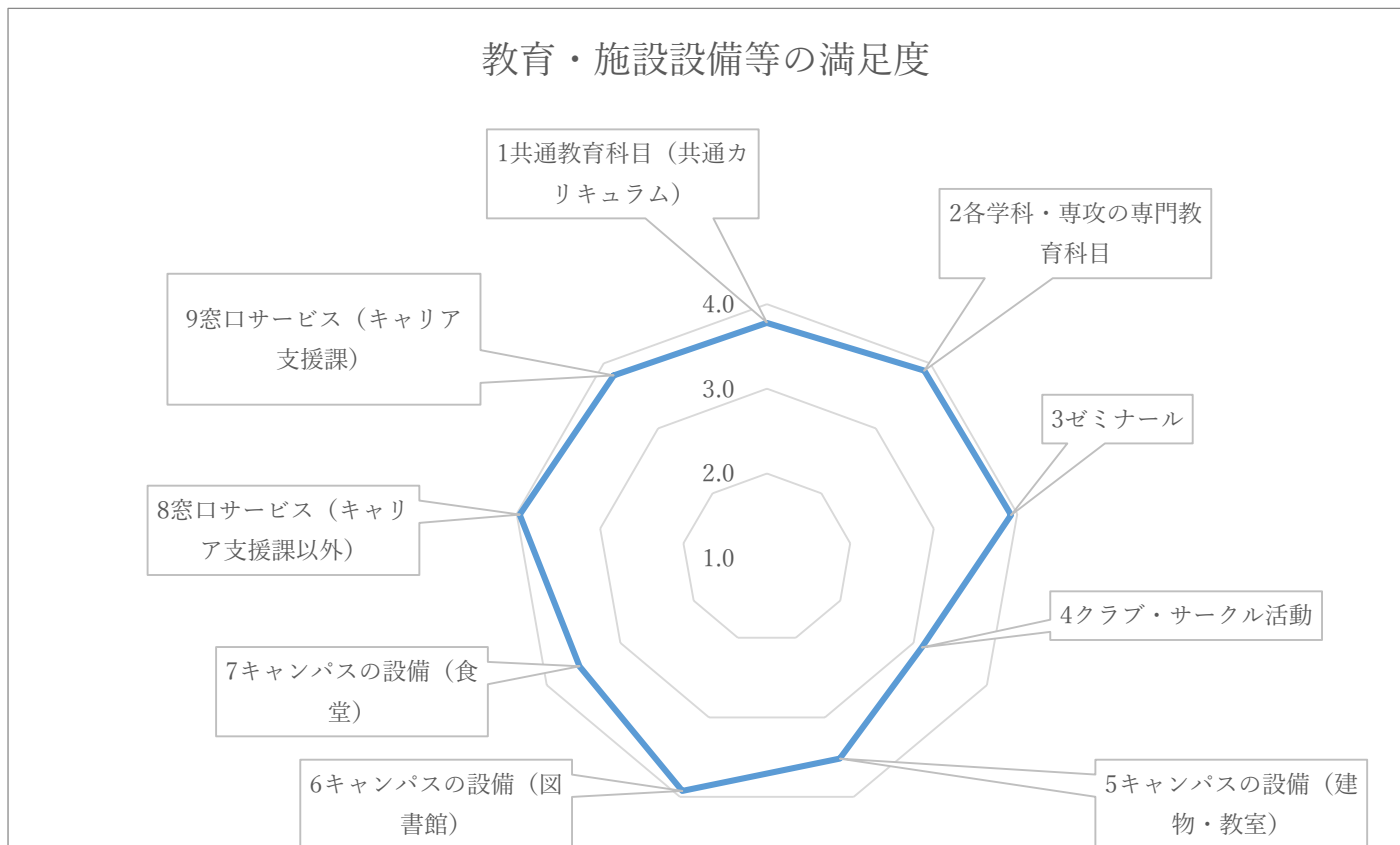 教育・施設設備等の満足度
1共通教育科目（共通カ
リキュラム）
2各学科・専攻の専門教
育科目
9窓口サービス（キャリア
支援課）
4.0
3.0
2.0
1.0
3ゼミナール
8窓口サービス（キャリ
ア支援課以外）
4クラブ・サークル活動
7キャンパスの設備（食
堂）
6キャンパスの設備（図
書館）
5キャンパスの設備（建
物・教室）